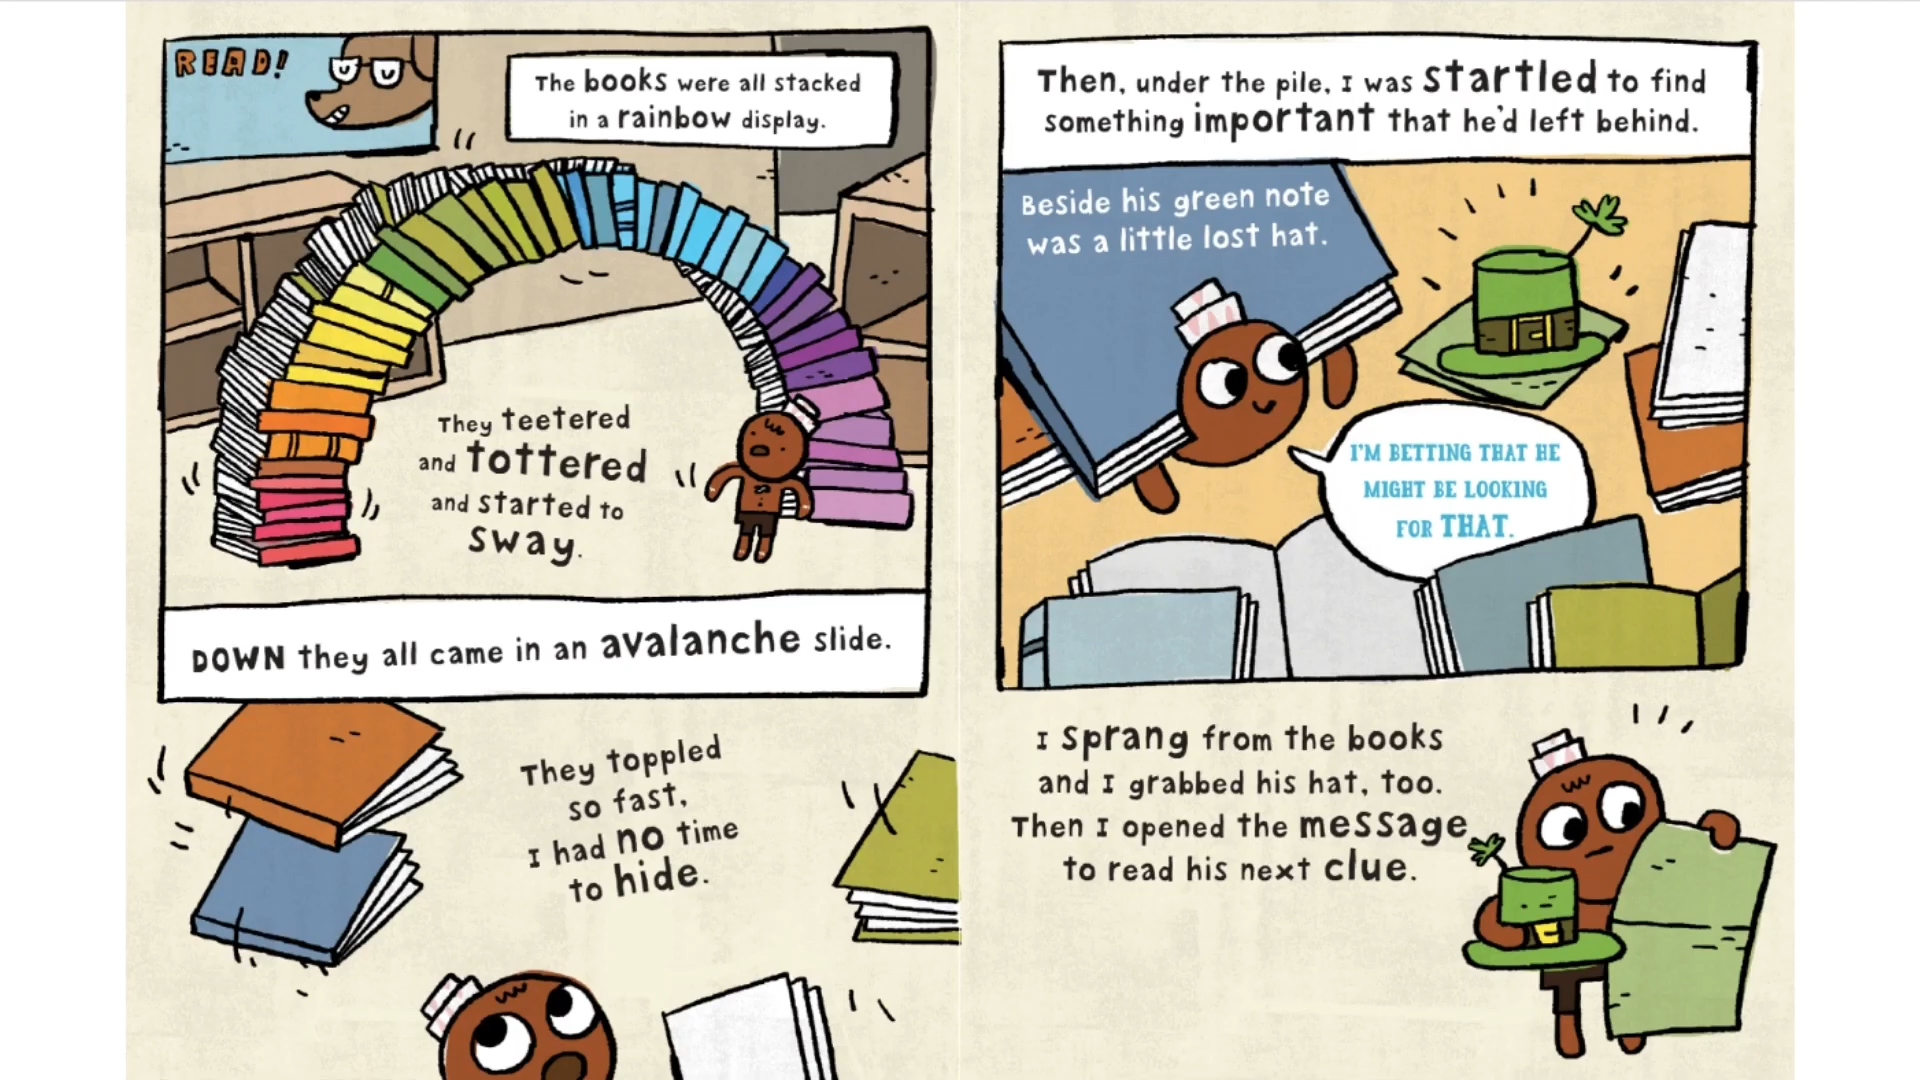 READ!
The books were all stacked
in a rainbow display.
They teetered
and tottered
and started to
sway.
DOWN they all came in an avalanche slide.
They toppled
so fast,
I had no time
to hide.
Then, under the pile, I was startled to find
something important that he'd left behind.
Beside his green note
was a little lost hat.
I'M BETTING THAT HE
MIGHT BE LOOKING
FOR THAT.
I sprang from the books
and I grabbed his hat, too.
Then I opened the message
to read his next clue.